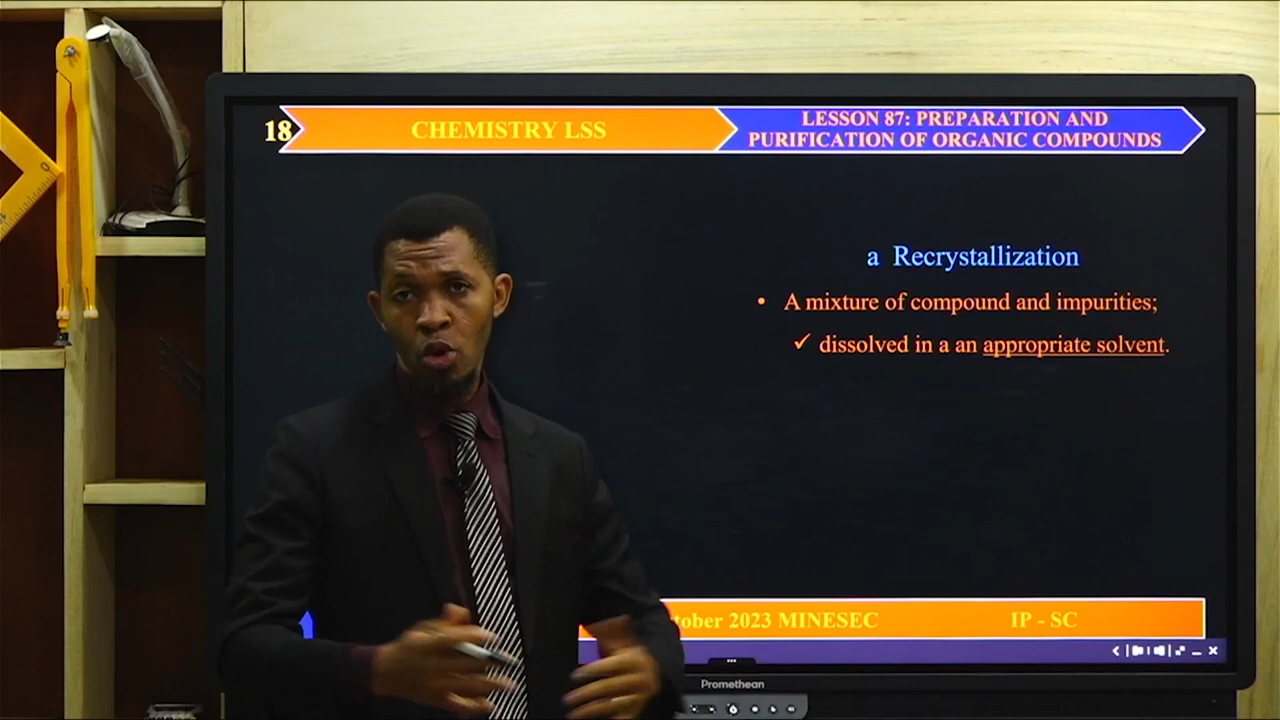 18
CHEMISTRY LSS
LESSON 87: PREPARATION AND
PURIFICATION OF ORGANIC COMPOUNDS
a Recrystallization
• A mixture of compound and impurities;
✓ dissolved in a an appropriate solvent.
2023 MINESEC
IP - SC
Promethean